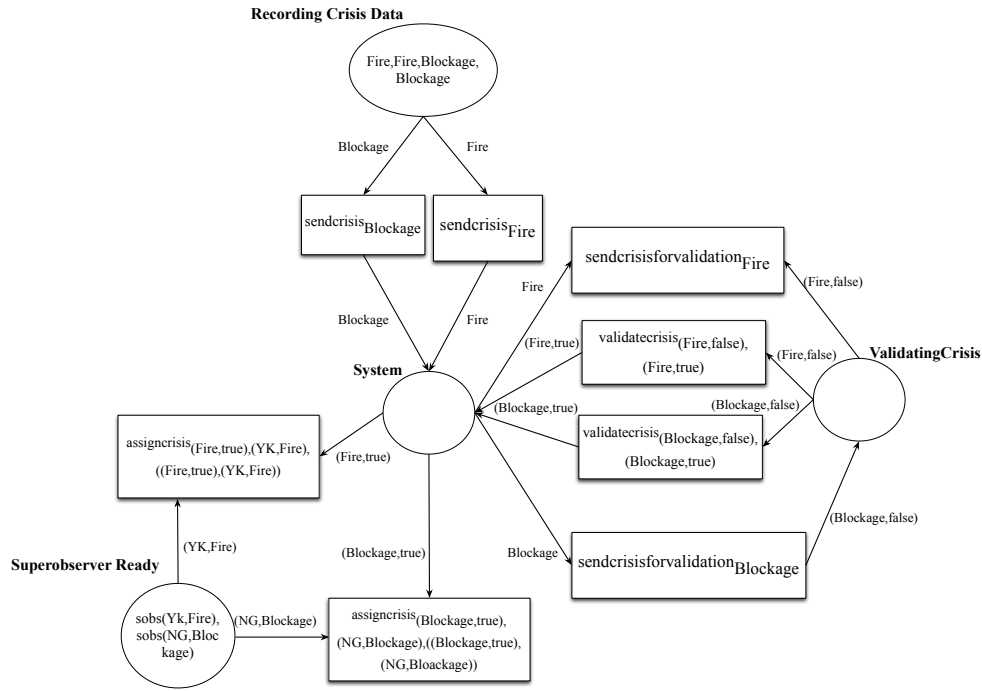 Recording Crisis Data
Fire,Fire,Blockage,
Blockage
Blockage
Fire
sendcrisisBlockage
sendcrisisFire
Blockage
Fire
System
sendcrisisforvalidationFire
Fire
(Fire,false)
(Fire,true)
validatecrisis(Fire,false),
(Fire,true)
(Fire,false)
ValidatingCrisis
(Blockage,true)
(Blockage,false)
validatecrisis(Blockage,false),
(Blockage,true)
assigncrisis(Fire,true),(YK,Fire),
((Fire,true),(YK,Fire))
(Fire,true)
(Blockage,false)
(YK,Fire)
(Blockage,true)
Blockage
sendcrisisforvalidationBlockage
Superobserver Ready
sobs(Yk,Fire),
sobs(NG,Bloc
kage)
(NG,Blockage)
assigncrisis(Blockage,true),
(NG,Blockage),((Blockage,true),
(NG,Bloackage))